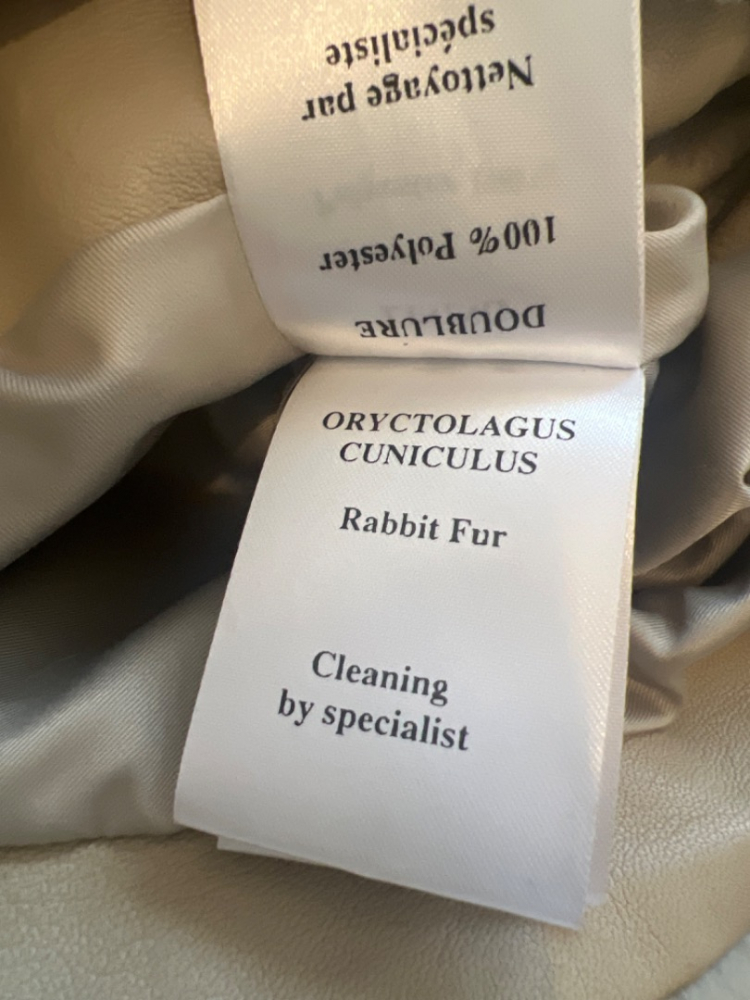 DOUBLURE
100% Polyester
Nettoyage par
spécialiste
ORYCTOLAGUS
CUNICULUS
Rabbit Fur
Cleaning
by specialist